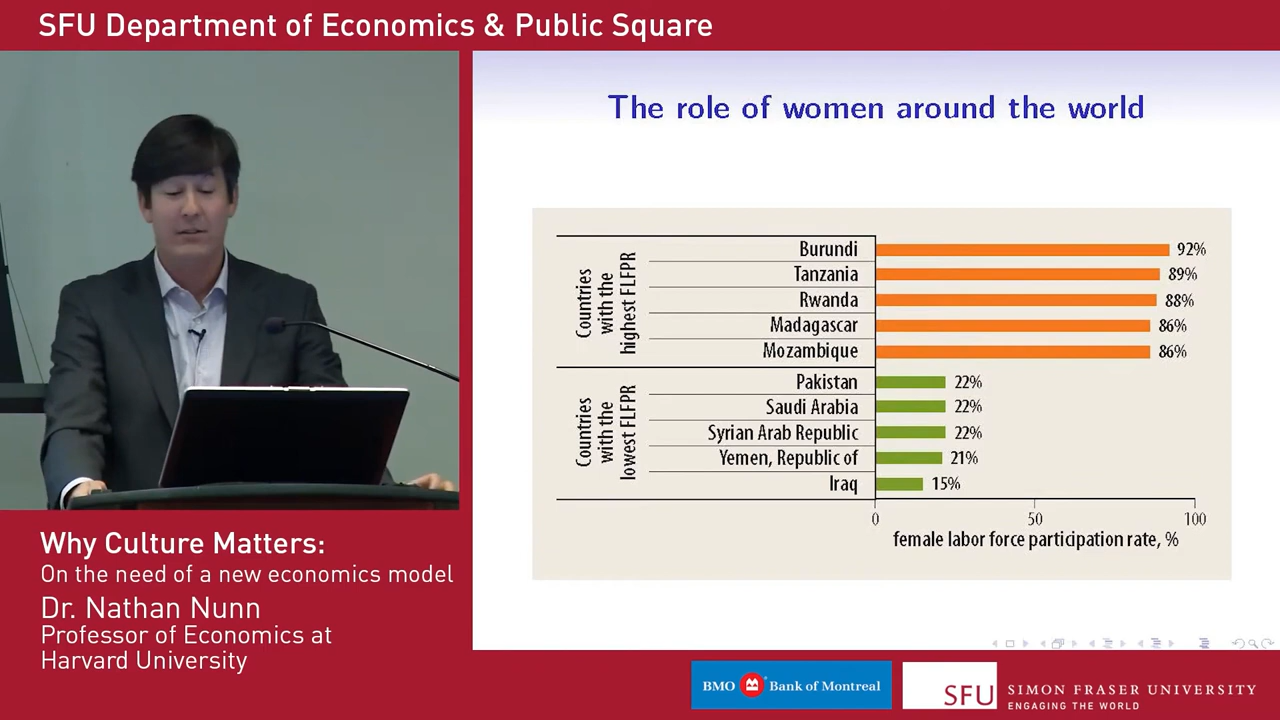 SFU Department of Economics & Public Square
The role of women around the world
Countries
with the
highest FLFPR
Burundi 92%
Tanzania 89%
Rwanda 88%
Madagascar 86%
Mozambique 86%
Countries
with the
lowest FLFPR
Pakistan 22%
Saudi Arabia 22%
Syrian Arab Republic 22%
Yemen, Republic of 21%
Iraq 15%
0 50 100
female labor force participation rate, %
Why Culture Matters:
On the need of a new economics model
Dr. Nathan Nunn
Professor of Economics at
Harvard University
BMO Bank of Montreal
SFU SIMON FRASER UNIVERSITY
ENGAGING THE WORLD